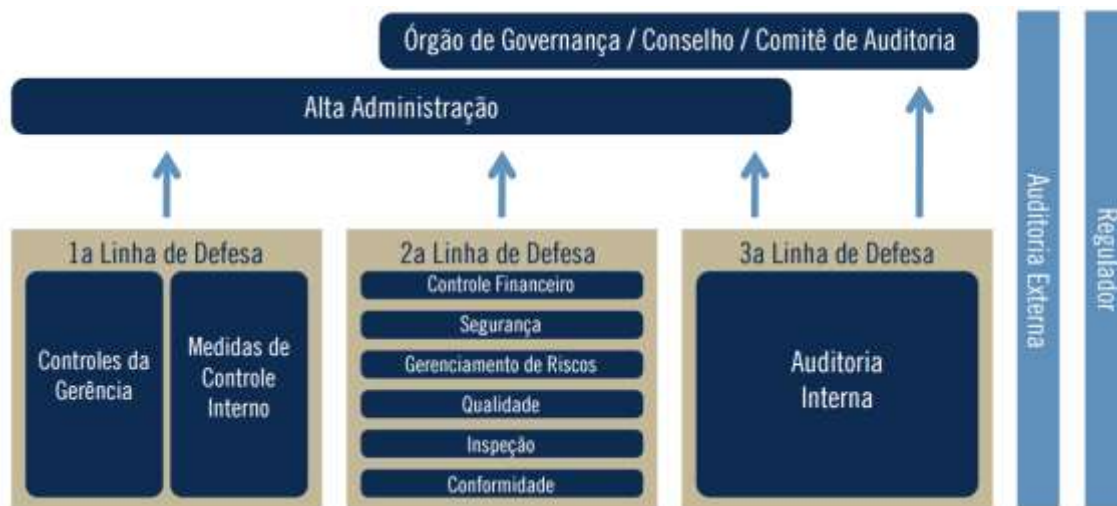 Órgão de Governança / Conselho / Comitê de Auditoria
Alta Administração
1a Linha de Defesa
Controles da
Gerência
Medidas de
Controle
Interno
2a Linha de Defesa
Controle Financeiro
Segurança
Gerenciamento de Riscos
Qualidade
Inspeção
Conformidade
3a Linha de Defesa
Auditoria
Interna
Auditoria Externa
Regulador